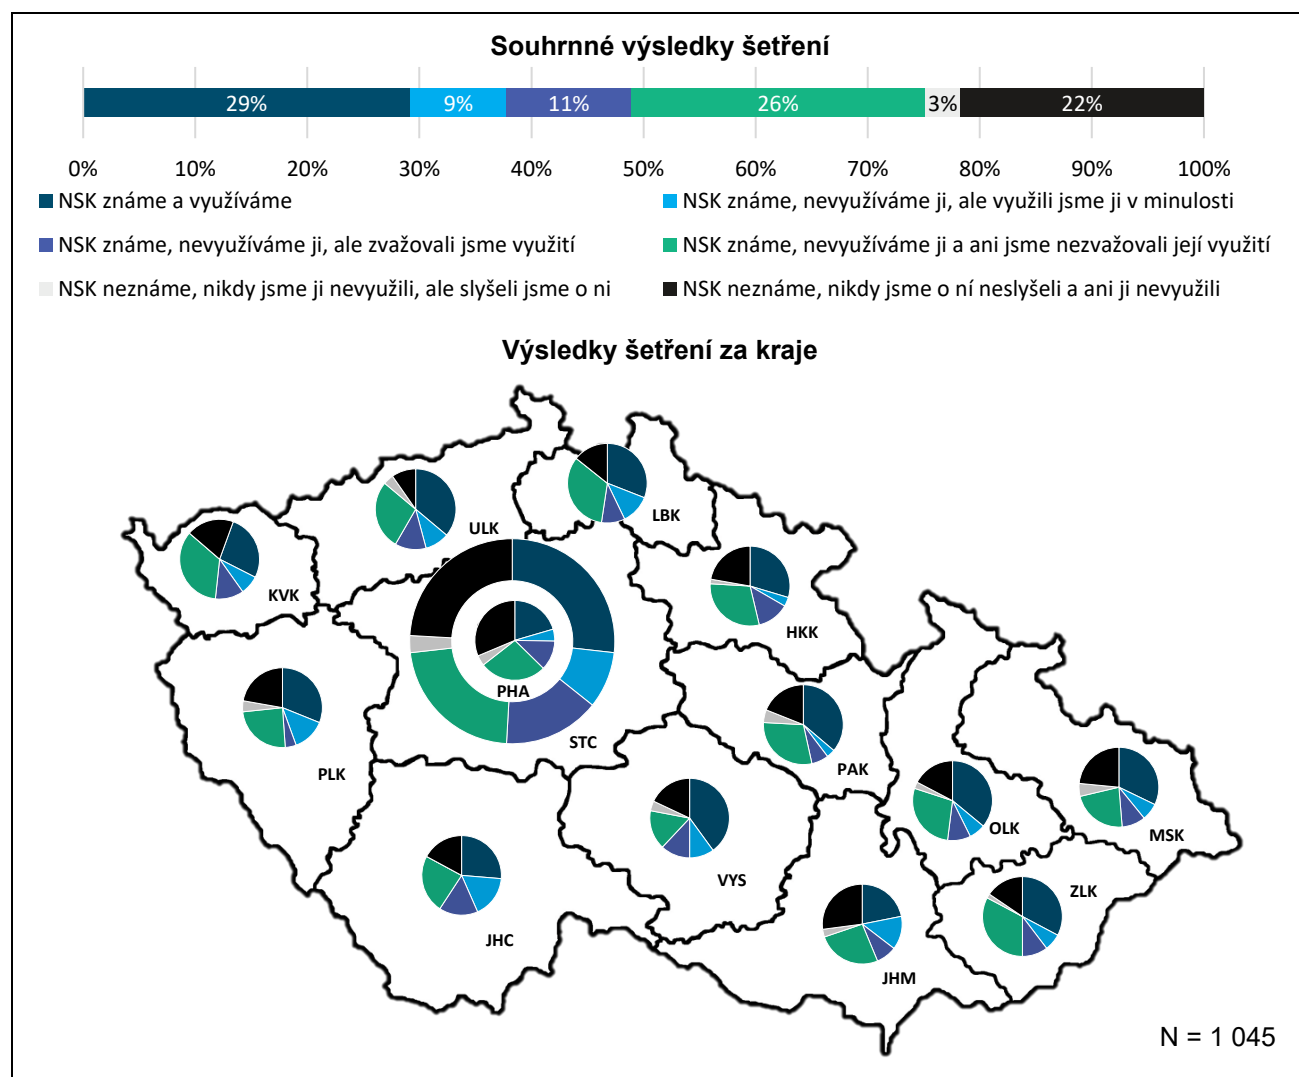 Souhrnné výsledky šetření
29% 9% 11% 26% 3% 22%
0% 10% 20% 30% 40% 50% 60% 70% 80% 90% 100%
NSK známe a využíváme
NSK známe, nevyužíváme ji, ale využili jsme ji v minulosti
NSK známe, nevyužíváme ji, ale zvažovali jsme využití
NSK známe, nevyužíváme ji a ani jsme nezvažovali její využití
NSK neznáme, nikdy jsme ji nevyužili, ale slyšeli jsme o ni
NSK neznáme, nikdy jsme o ní neslyšeli a ani ji nevyužili
Výsledky šetření za kraje
LBK
ULK
KVK
HKK
PHA
STC
PLK
PAK
OLK
MSK
VYS
ZLK
JHC
JHM
N = 1 045